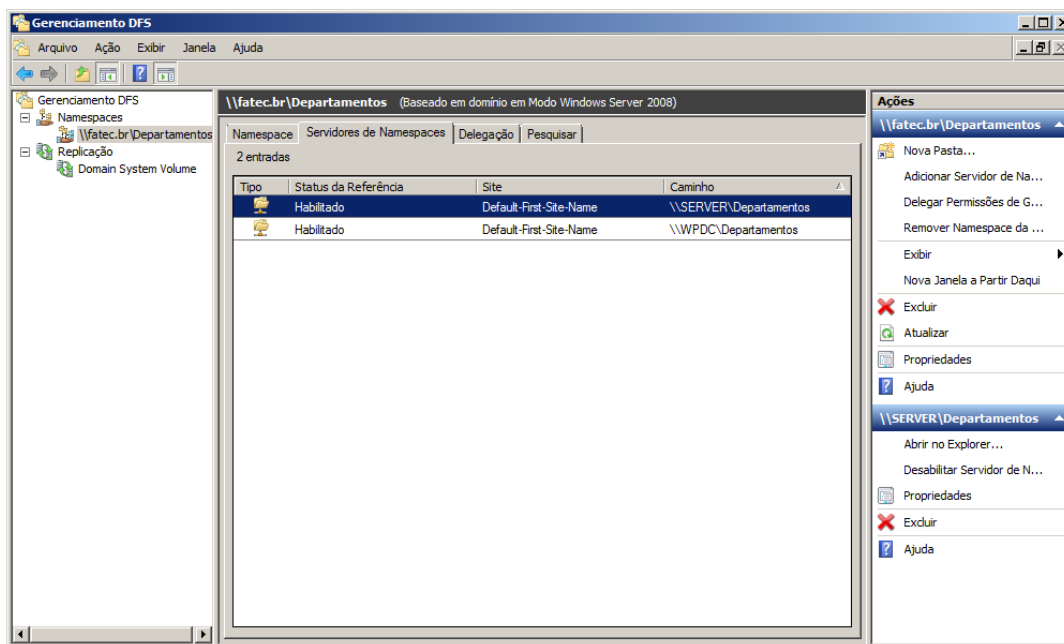 Gerenciamento DFS
Arquivo Ação Exibir Janela Ajuda
Gerenciamento DFS
Namespaces
\\fatec.br\Departamentos
Replicação
Domain System Volume
\\fatec.br\Departamentos (Baseado em domínio em Modo Windows Server 2008)
Namespace Servidores de Namespaces Delegação Pesquisar
2 entradas
Tipo Status da Referência Site Caminho
Habilitado Default-First-Site-Name \\SERVER\Departamentos
Habilitado Default-First-Site-Name \\WPDC\Departamentos
Ações
\\fatec.br\Departamentos
Nova Pasta...
Adicionar Servidor de Na...
Delegar Permissões de G...
Remover Namespace da ...
Exibir
Nova Janela a Partir Daqui
Excluir
Atualizar
Propriedades
Ajuda
\\SERVER\Departamentos
Abrir no Explorer...
Desabilitar Servidor de N...
Propriedades
Excluir
Ajuda